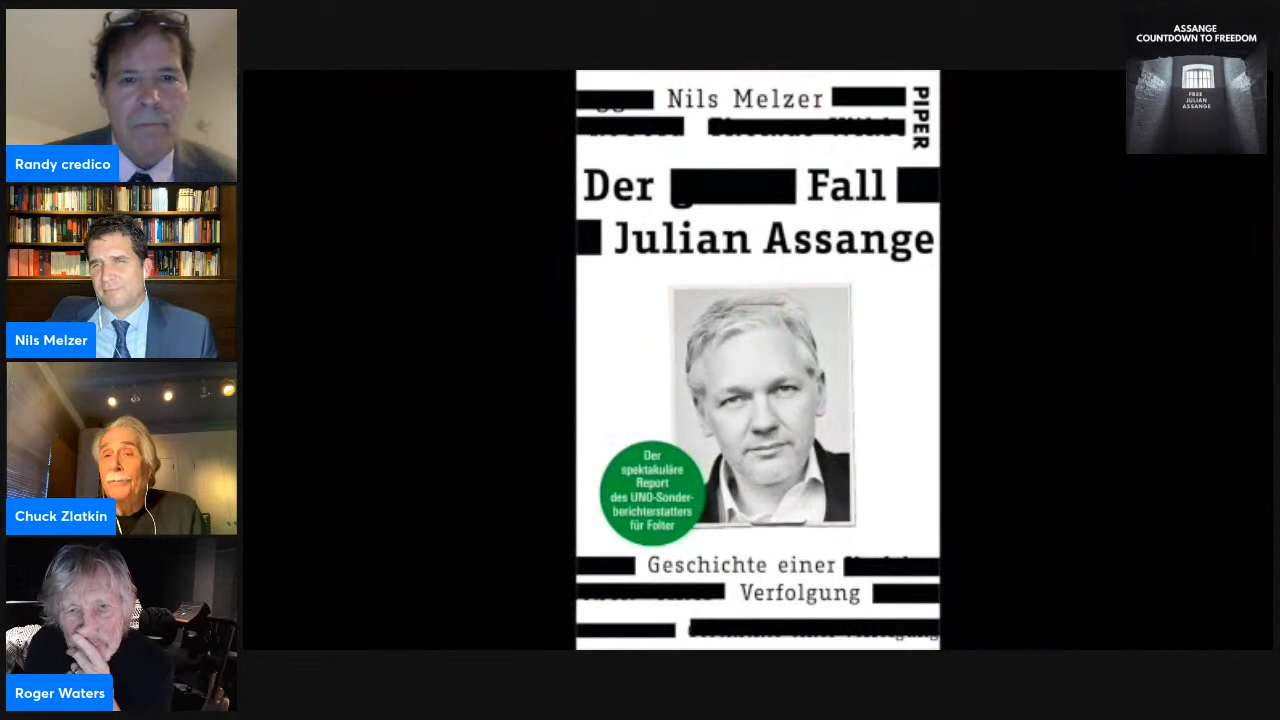 Randy credico
Nils Melzer
Chuck Zlatkin
Roger Waters
Nils Melzer
PIPER
Der Fall
Julian Assange
Der
spektakuläre
Report
des UNO-Sonder-
berichterstatters
für Folter
Geschichte einer
Verfolgung
ASSANGE
COUNTDOWN TO FREEDOM
FREE
JULIAN
ASSANGE